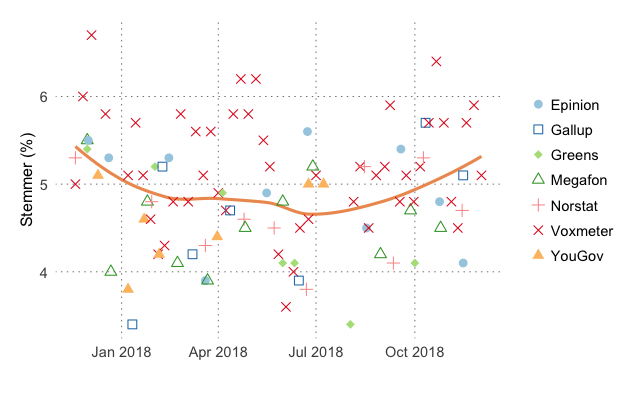 Stemmer (%)
6
5
4
Jan 2018
Apr 2018
Jul 2018
Oct 2018
Epinion
Gallup
Greens
Megafon
Norstat
Voxmeter
YouGov